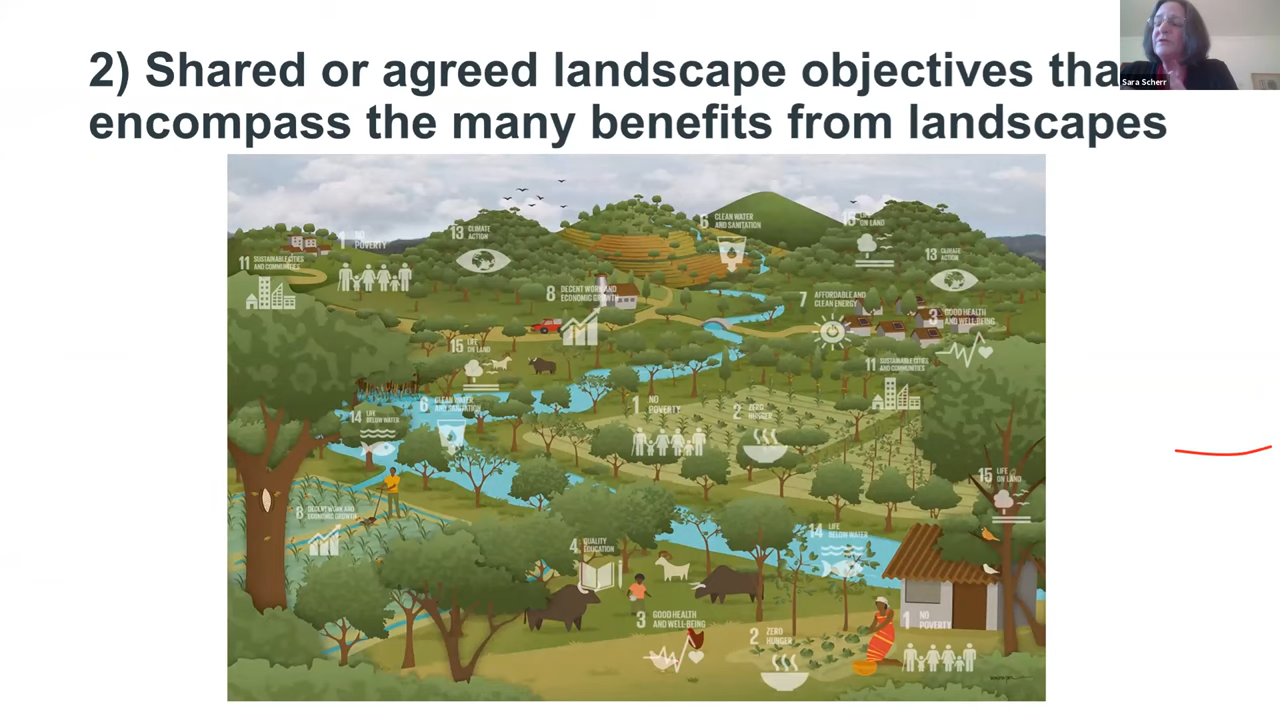 2) Shared or agreed landscape objectives tha
encompass the many benefits from landscapes
Sara Scherr
6 CLEAN WATER
AND SANITATION
15 LIFE
ON LAND
13 CLIMATE
ACTION
1 NO
POVERTY
13 CLIMATE
ACTION
11 SUSTAINABLE CITIES
AND COMMUNITIES
8 DECENT WORK AND
ECONOMIC GROWTH
7 AFFORDABLE AND
CLEAN ENERGY
3 GOOD HEALTH
AND WELL-BEING
15 LIFE
ON LAND
11 SUSTAINABLE CITIES
AND COMMUNITIES
14 LIFE
BELOW WATER
6 CLEAN WATER
AND SANITATION
1 NO
POVERTY
2 ZERO
HUNGER
15 LIFE
ON LAND
8 DECENT WORK AND
ECONOMIC GROWTH
4 QUALITY
EDUCATION
14 LIFE
BELOW WATER
3 GOOD HEALTH
AND WELL-BEING
2 ZERO
HUNGER
1 NO
POVERTY